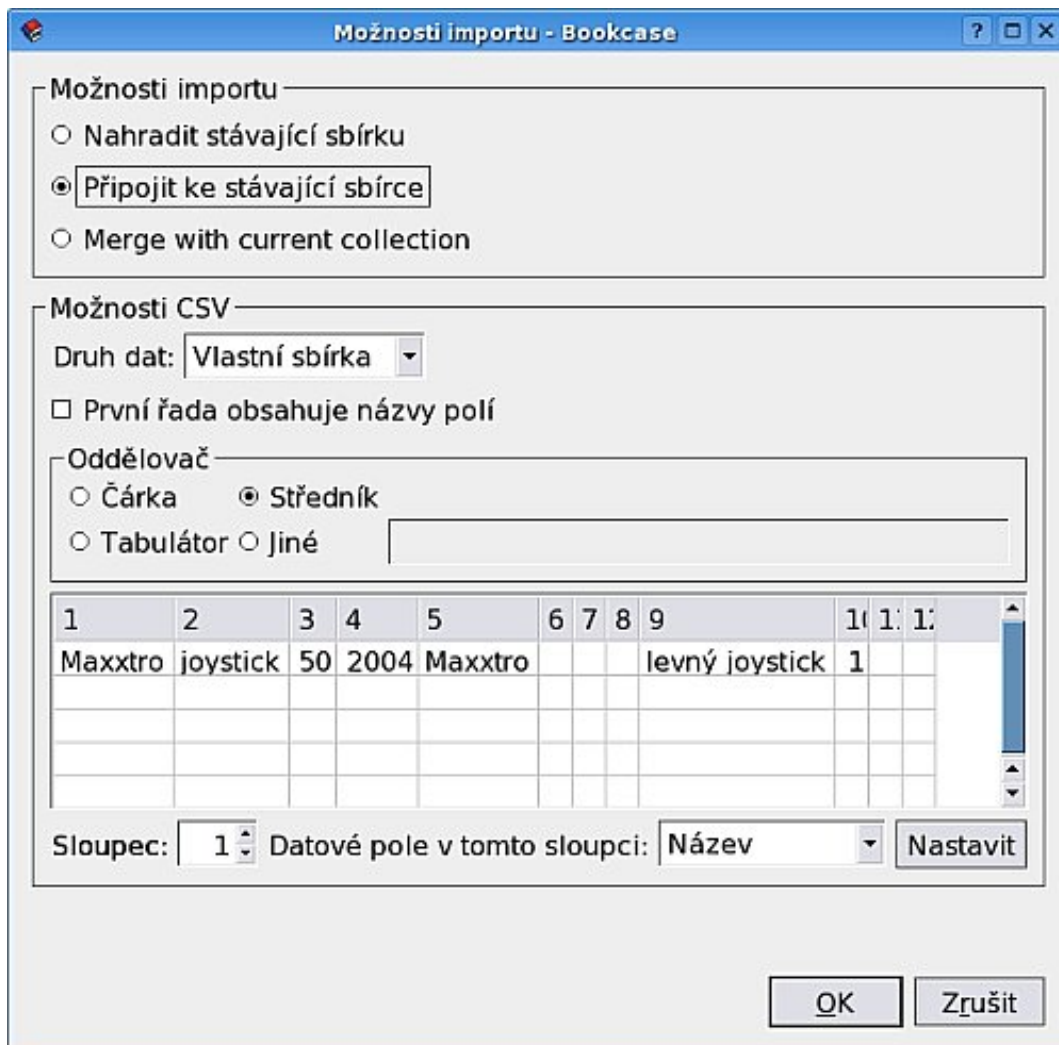 Možnosti importu - Bookcase
Možnosti importu
Nahradit stávající sbírku
Připojit ke stávající sbírce
Merge with current collection
Možnosti CSV
Druh dat: Vlastní sbírka
První řada obsahuje názvy polí
Oddělovač
Čárka Středník
Tabulátor Jiné
1 2 3 4 5 6 7 8 9
Maxxtro joystick 50 2004 Maxxtro levný joystick 1
Sloupec: 1 Datové pole v tomto sloupci: Název Nastavit
OK Zrušit